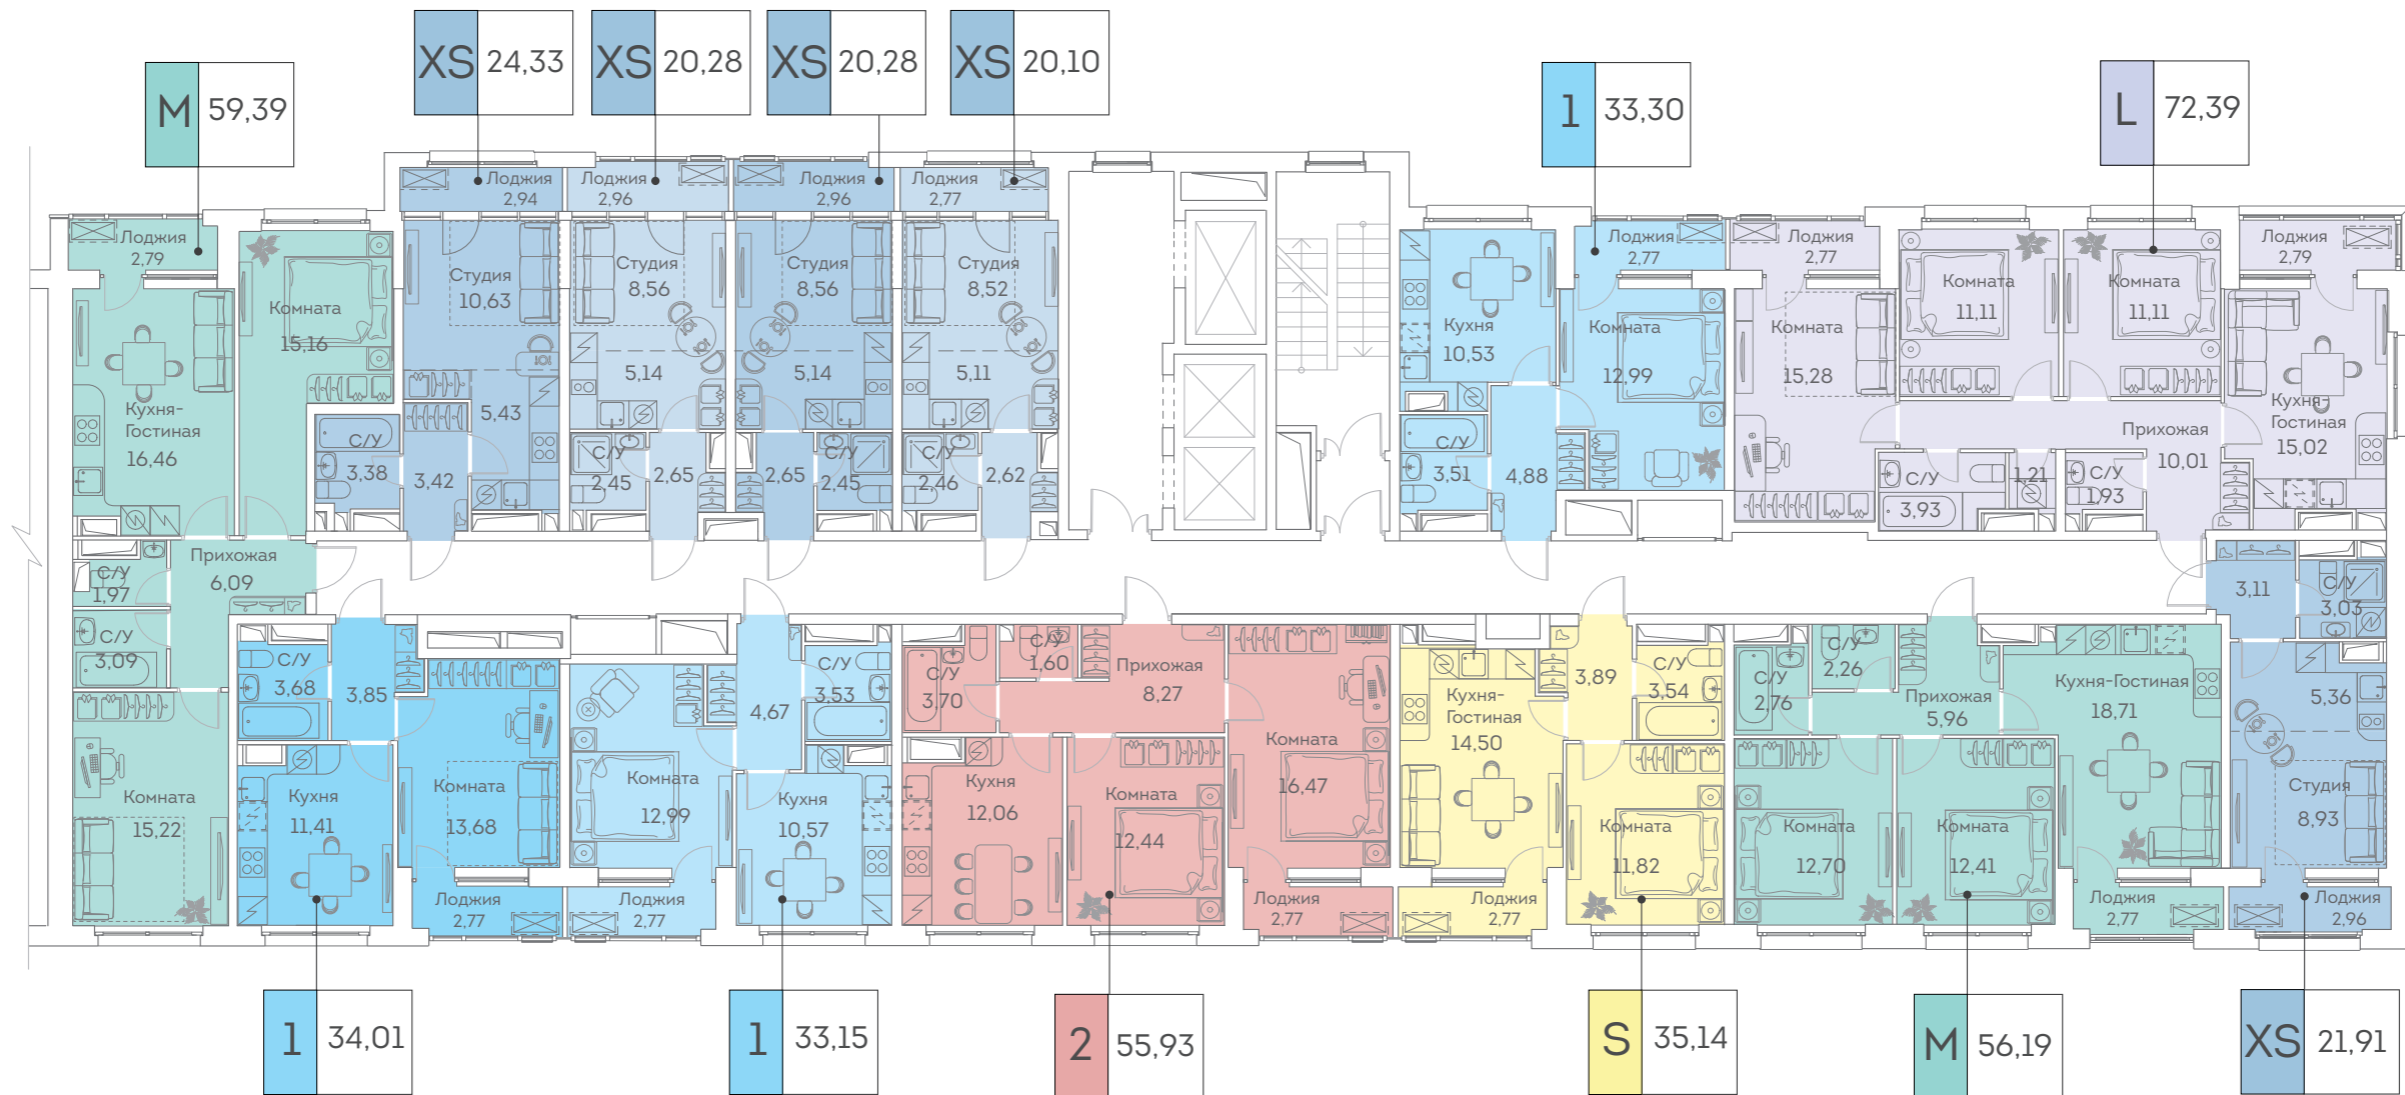 XS 24,33
XS 20,28
XS 20,28
XS 20,10
M 59,39
1 33,30
L 72,39
Лоджия
2,79
Комната
15,16
Кухня-
Гостиная
16,46
Прихожая
6,09
С/У
1,97
С/У
3,09
Комната
15,22
Лоджия
2,94
Студия
10,63
5,43
С/У
3,38
3,42
Лоджия
2,96
Студия
8,56
5,14
С/У
2,45
2,65
Лоджия
2,96
Студия
8,56
5,14
2,65
С/У
2,45
Лоджия
2,77
Студия
8,52
5,11
С/У
2,46
2,62
Кухня
10,53
Лоджия
2,77
Комната
12,99
С/У
3,51
4,88
Лоджия
2,77
Комната
15,28
Комната
11,11
Комната
11,11
Лоджия
2,79
Кухня-
Гостиная
15,02
Прихожая
10,01
С/У
3,93
1,21
С/У
1,93
С/У
3,68
3,85
Кухня
11,41
Комната
13,68
Лоджия
2,77
4,67
С/У
3,53
Комната
12,99
Кухня
10,57
Лоджия
2,77
С/У
3,70
С/У
1,60
Прихожая
8,27
Кухня
12,06
Комната
12,44
Комната
16,47
Лоджия
2,77
Кухня-
Гостиная
14,50
3,89
С/У
3,54
Комната
11,82
Лоджия
2,77
С/У
2,76
С/У
2,26
Прихожая
5,96
Кухня-Гостиная
18,71
Комната
12,70
Комната
12,41
Лоджия
2,77
3,11
С/У
3,03
5,36
Студия
8,93
Лоджия
2,96
1 34,01
1 33,15
2 55,93
S 35,14
M 56,19
XS 21,91